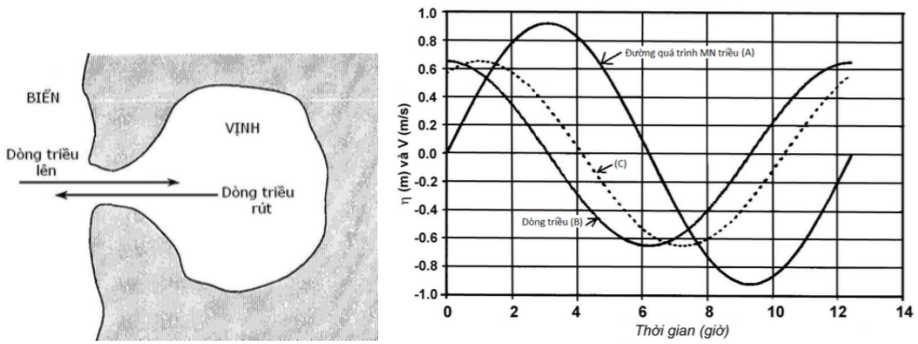 BIỂN
VỊNH
Dòng triều
lên
Dòng triều
rút
η (m) và V (m/s)
1.0
0.8
0.6
0.4
0.2
0.0
-0.2
-0.4
-0.6
-0.8
-1.0
Đường quá trình MN triều (A)
(C)
Dòng triều (B)
0 2 4 6 8 10 12 14
Thời gian (giờ)